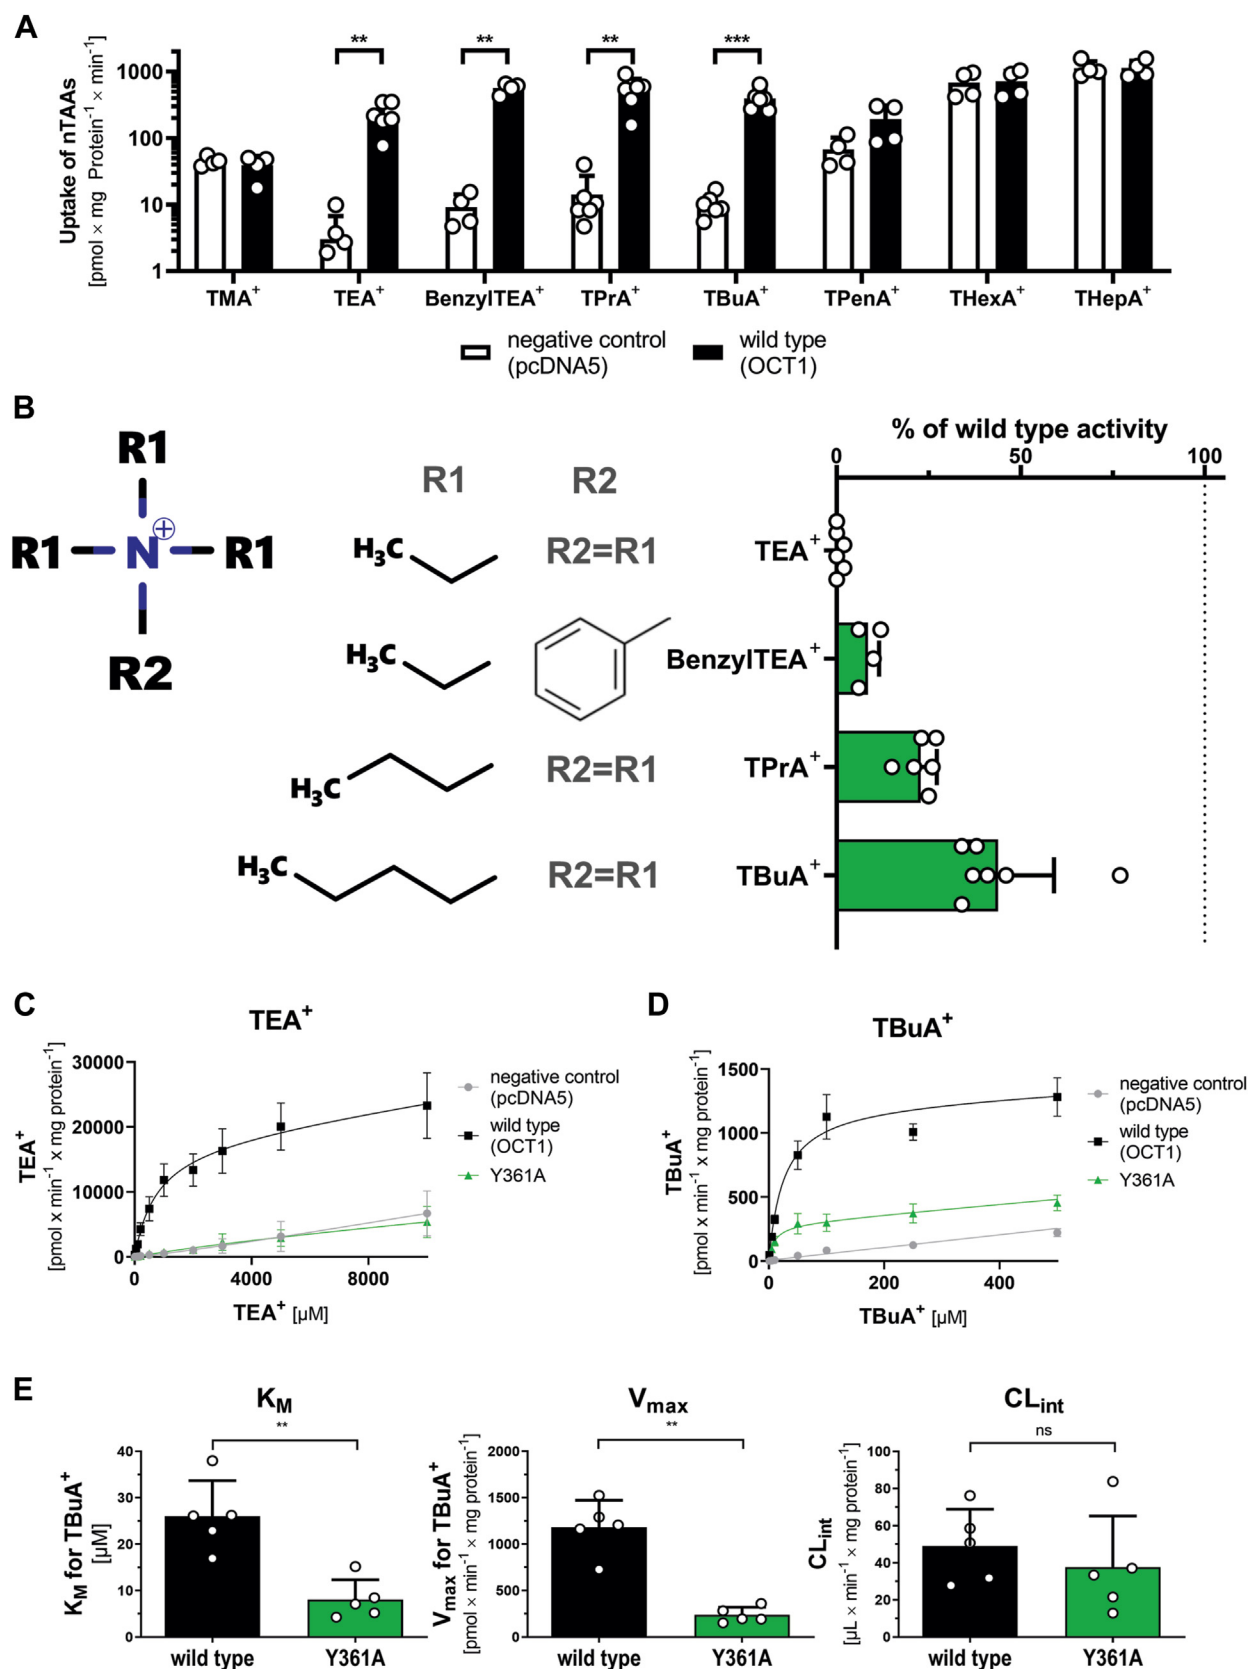 A
Uptake of nTAAs
[pmol × mg Protein⁻¹ × min⁻¹]
1000
100
10
1
** ** ** ***
TMA⁺ TEA⁺ BenzylTEA⁺ TPrA⁺ TBuA⁺ TPenA⁺ THexA⁺ THepA⁺
negative control
(pcDNA5)
wild type
(OCT1)
B
R1
R1 N ⊕ R1
R2
R1 R2
H₃C R2=R1
H₃C
H₃C R2=R1
H₃C R2=R1
% of wild type activity
0 50 100
TEA⁺
BenzylTEA⁺
TPrA⁺
TBuA⁺
C
TEA⁺
TEA⁺
[pmol x min⁻¹ x mg protein⁻¹]
30000
20000
10000
0
0 4000 8000
TEA⁺ [µM]
negative control
(pcDNA5)
wild type
(OCT1)
Y361A
D
TBuA⁺
TBuA⁺
[pmol x min⁻¹ x mg protein⁻¹]
1500
1000
500
0
0 200 400
TBuA⁺ [µM]
negative control
(pcDNA5)
wild type
(OCT1)
Y361A
E
K_M
**
K_M for TBuA⁺
[µM]
40
30
20
10
0
wild type Y361A
V_max
**
V_max for TBuA⁺
[pmol × min⁻¹ × mg protein⁻¹]
2000
1500
1000
500
0
wild type Y361A
CL_int
ns
CL_int
[µL × min⁻¹ × mg protein⁻¹]
100
80
60
40
20
0
wild type Y361A